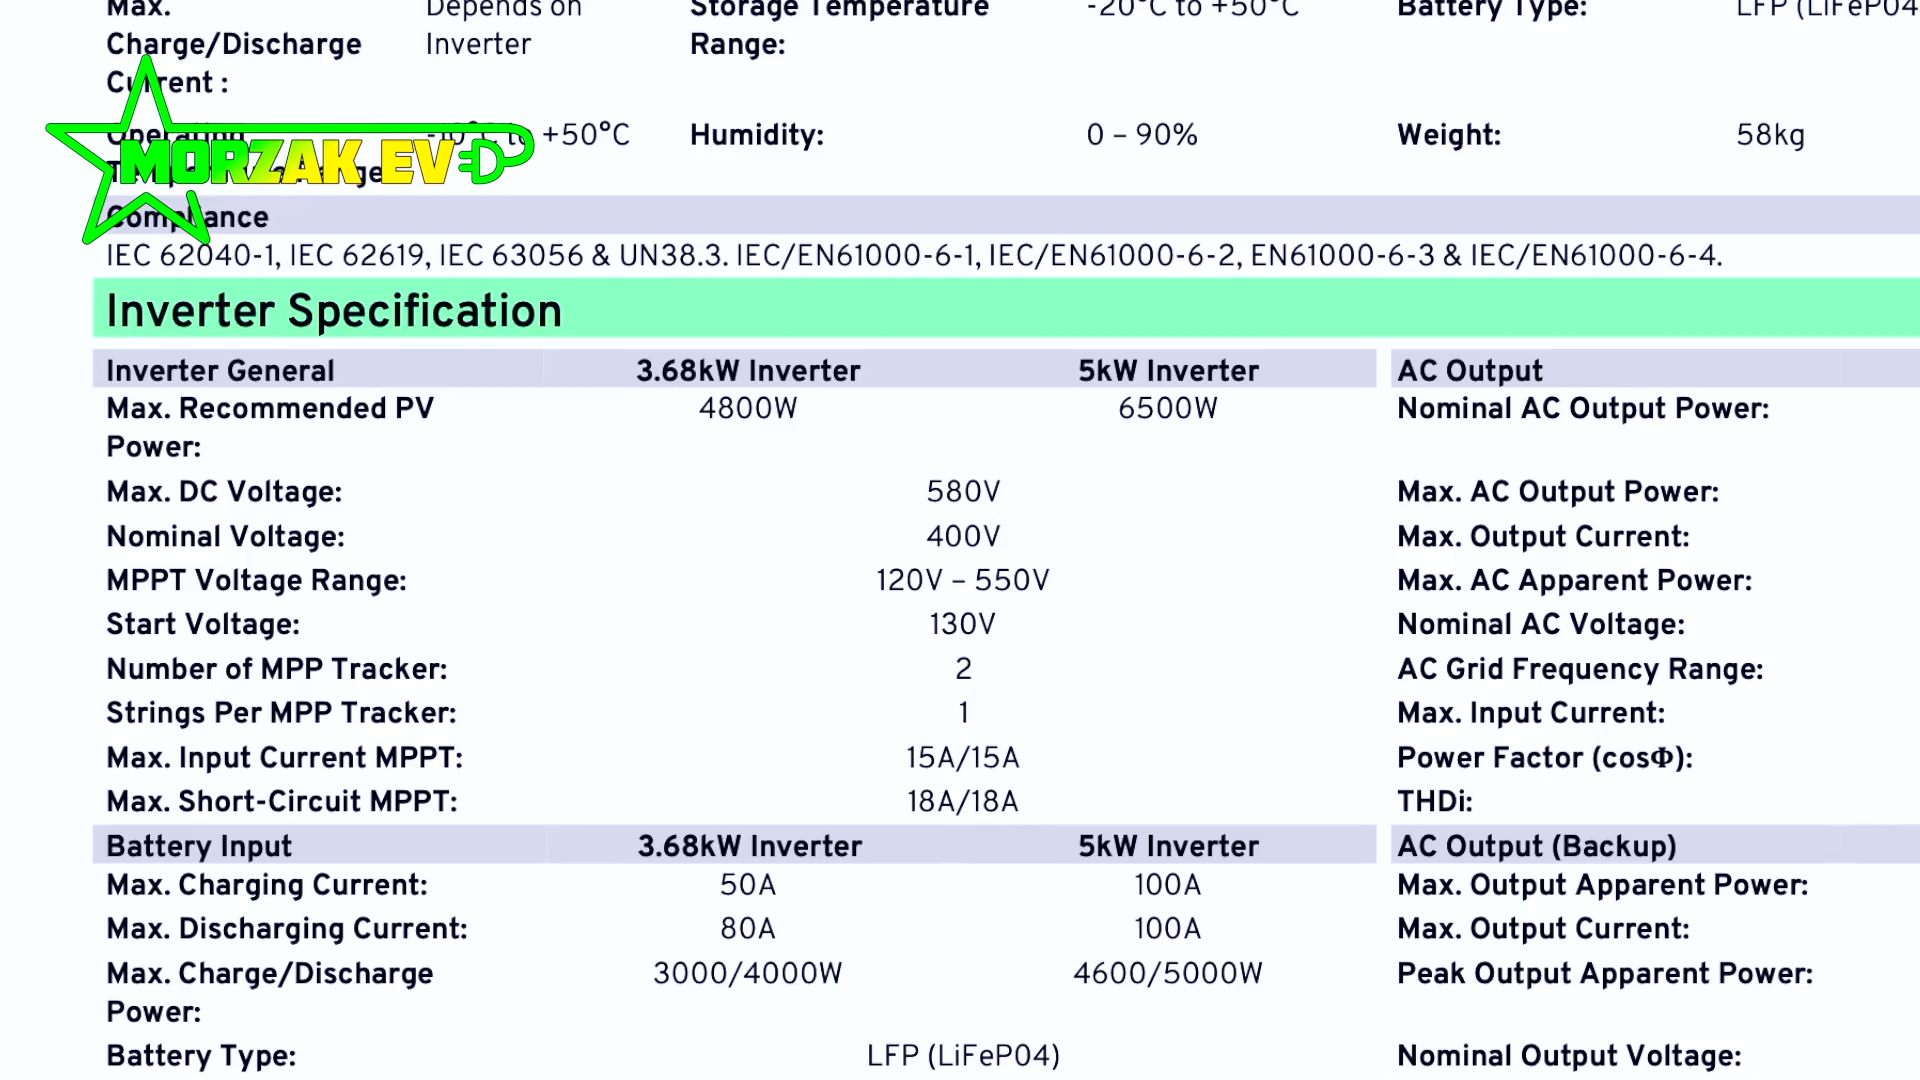 Max. Depends on Storage Temperature -20°C to +50°C Battery Type: LFP (LiFePO4
Charge/Discharge Inverter Range:
Current :
Operating -10°C to +50°C Humidity: 0 – 90% Weight: 58kg
MORZAK EV
Compliance
IEC 62040-1, IEC 62619, IEC 63056 & UN38.3. IEC/EN61000-6-1, IEC/EN61000-6-2, EN61000-6-3 & IEC/EN61000-6-4.
Inverter Specification
Inverter General 3.68kW Inverter 5kW Inverter AC Output
Max. Recommended PV 4800W 6500W Nominal AC Output Power:
Power:
Max. DC Voltage: 580V Max. AC Output Power:
Nominal Voltage: 400V Max. Output Current:
MPPT Voltage Range: 120V – 550V Max. AC Apparent Power:
Start Voltage: 130V Nominal AC Voltage:
Number of MPP Tracker: 2 AC Grid Frequency Range:
Strings Per MPP Tracker: 1 Max. Input Current:
Max. Input Current MPPT: 15A/15A Power Factor (cosΦ):
Max. Short-Circuit MPPT: 18A/18A THDi:
Battery Input 3.68kW Inverter 5kW Inverter AC Output (Backup)
Max. Charging Current: 50A 100A Max. Output Apparent Power:
Max. Discharging Current: 80A 100A Max. Output Current:
Max. Charge/Discharge 3000/4000W 4600/5000W Peak Output Apparent Power:
Power:
Battery Type: LFP (LiFePO4) Nominal Output Voltage: